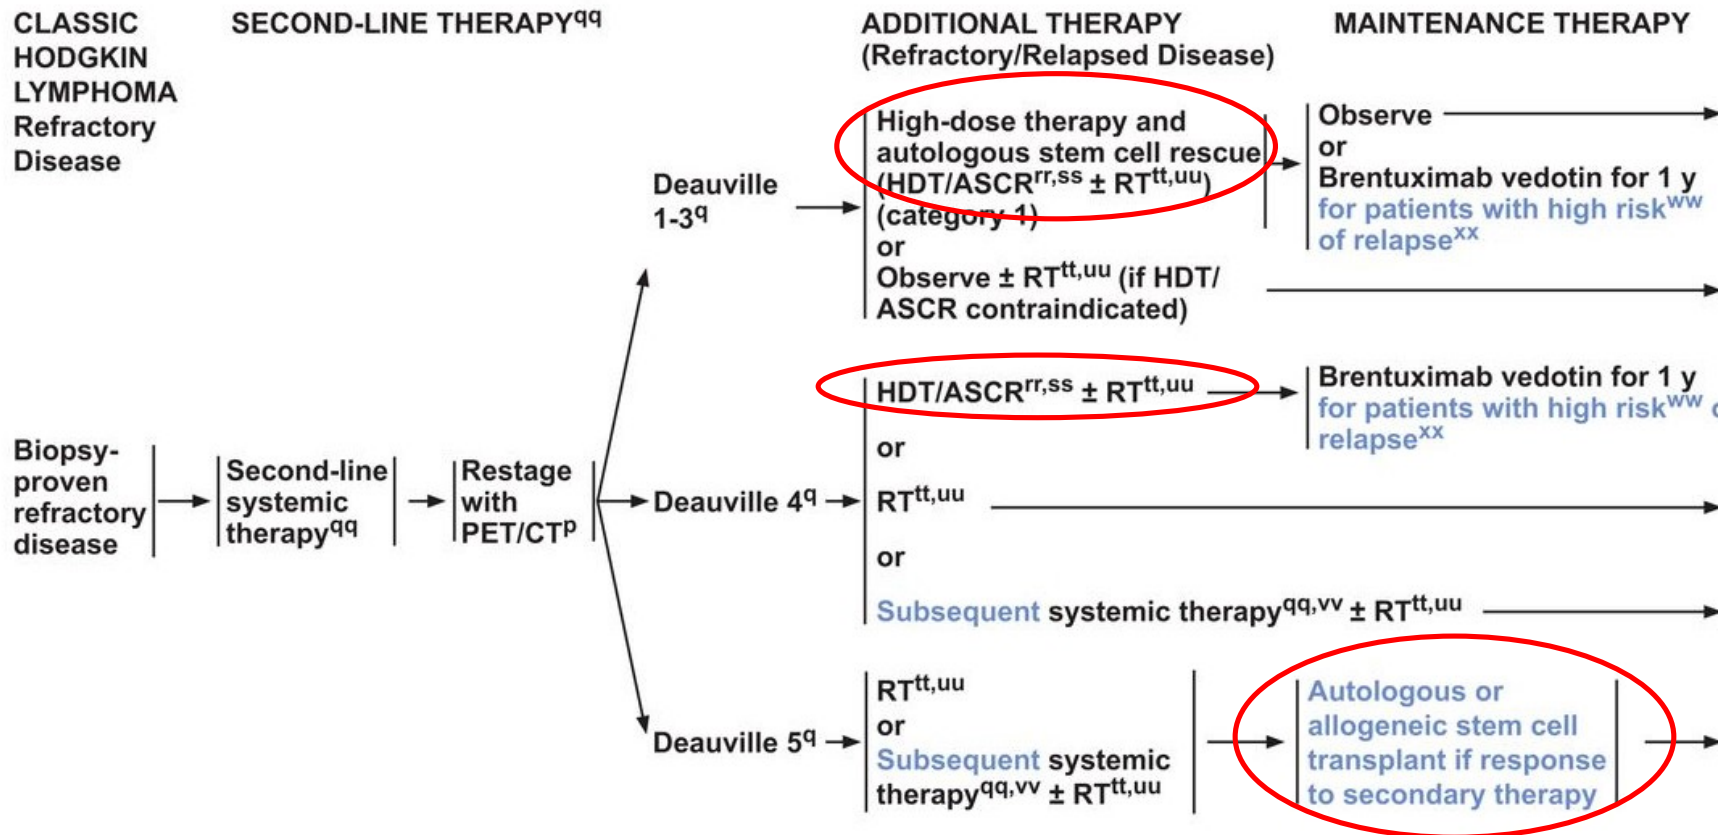 CLASSIC
HODGKIN
LYMPHOMA
Refractory
Disease
SECOND-LINE THERAPYqq
ADDITIONAL THERAPY
(Refractory/Relapsed Disease)
MAINTENANCE THERAPY
Biopsy-
proven
refractory
disease
Second-line
systemic
therapyqq
Restage
with
PET/CTp
Deauville
1-3q
High-dose therapy and
autologous stem cell rescue
(HDT/ASCRrr,ss ± RTtt,uu)
(category 1)
or
Observe ± RTtt,uu (if HDT/
ASCR contraindicated)
Observe
or
Brentuximab vedotin for 1 y
for patients with high riskww
of relapsexx
Deauville 4q
HDT/ASCRrr,ss ± RTtt,uu
or
RTtt,uu
or
Subsequent systemic therapyqq,vv ± RTtt,uu
Brentuximab vedotin for 1 y
for patients with high riskww
relapsexx
Deauville 5q
RTtt,uu
or
Subsequent systemic
therapyqq,vv ± RTtt,uu
Autologous or
allogeneic stem cell
transplant if response
to secondary therapy